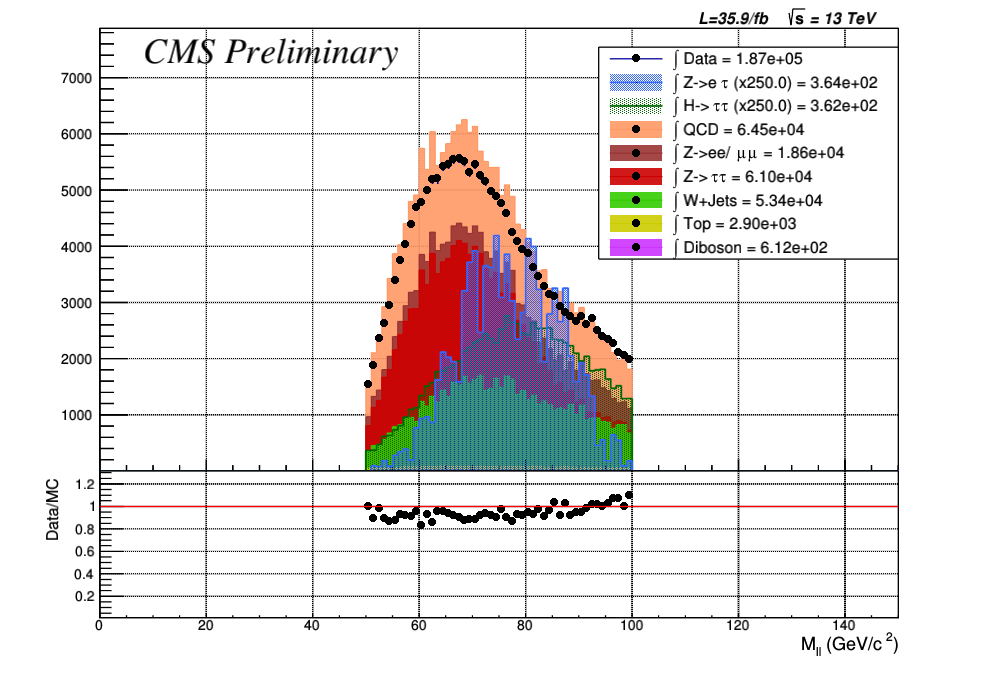 L=35.9/fb √s = 13 TeV
CMS Preliminary
∫ Data = 1.87e+05
∫ Z->e τ (x250.0) = 3.64e+02
∫ H-> ττ (x250.0) = 3.62e+02
∫ QCD = 6.45e+04
∫ Z->ee/ μμ = 1.86e+04
∫ Z-> ττ = 6.10e+04
∫ W+Jets = 5.34e+04
∫ Top = 2.90e+03
∫ Diboson = 6.12e+02
7000
6000
5000
4000
3000
2000
1000
Data/MC
1.2
1
0.8
0.6
0.4
0.2
0 20 40 60 80 100 120 140
M_ll (GeV/c ²)